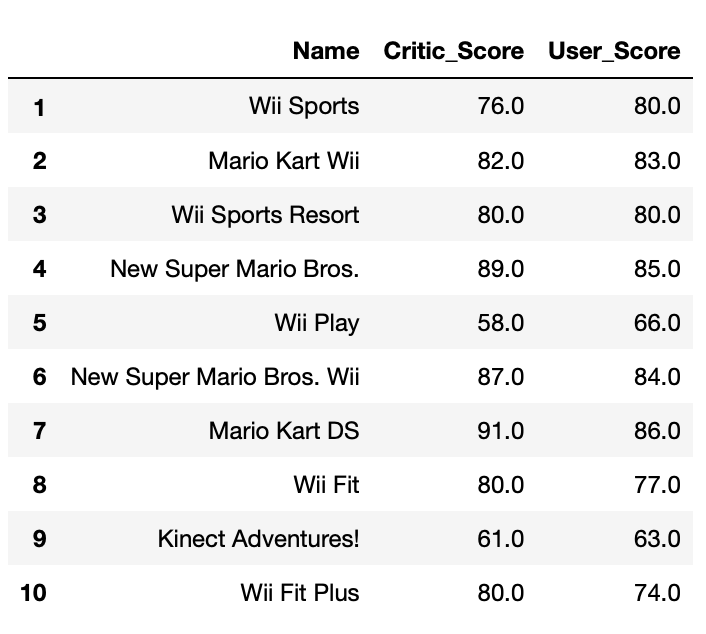 Name Critic_Score User_Score
1 Wii Sports 76.0 80.0
2 Mario Kart Wii 82.0 83.0
3 Wii Sports Resort 80.0 80.0
4 New Super Mario Bros. 89.0 85.0
5 Wii Play 58.0 66.0
6 New Super Mario Bros. Wii 87.0 84.0
7 Mario Kart DS 91.0 86.0
8 Wii Fit 80.0 77.0
9 Kinect Adventures! 61.0 63.0
10 Wii Fit Plus 80.0 74.0